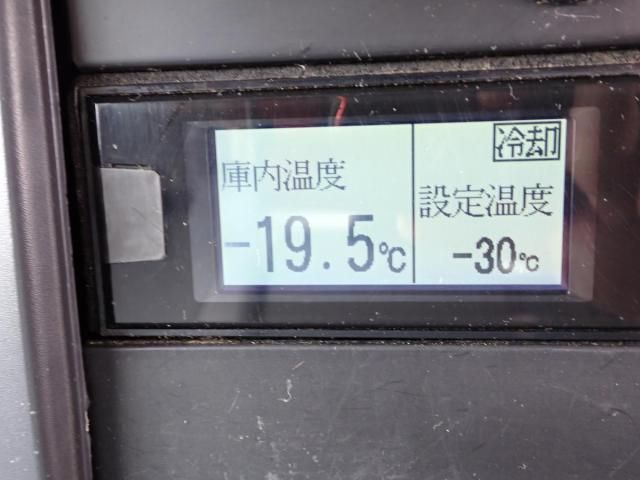 庫内温度
-19.5℃
冷却
設定温度
-30℃